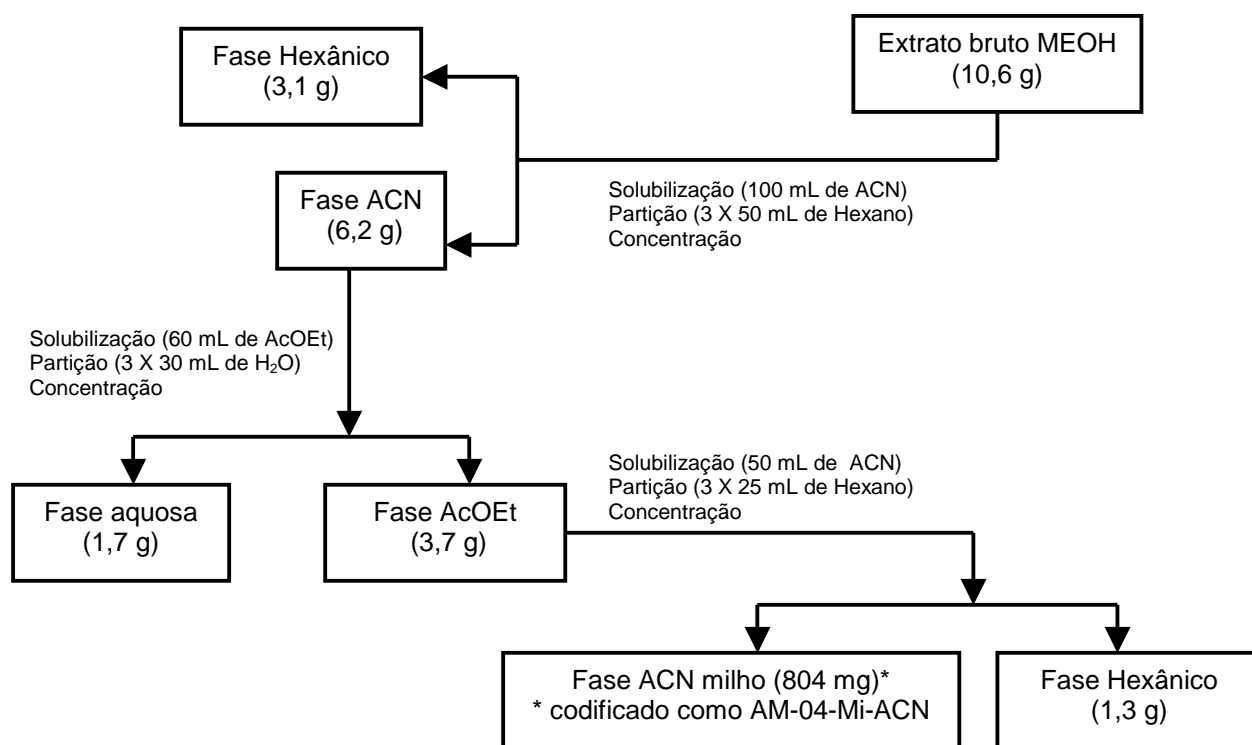 Extrato bruto MEOH
(10,6 g)
Fase Hexânico
(3,1 g)
Fase ACN
(6,2 g)
Solubilização (100 mL de ACN)
Partição (3 X 50 mL de Hexano)
Concentração
Solubilização (60 mL de AcOEt)
Partição (3 X 30 mL de H₂O)
Concentração
Fase aquosa
(1,7 g)
Fase AcOEt
(3,7 g)
Solubilização (50 mL de ACN)
Partição (3 X 25 mL de Hexano)
Concentração
Fase ACN milho (804 mg)*
* codificado como AM-04-Mi-ACN
Fase Hexânico
(1,3 g)